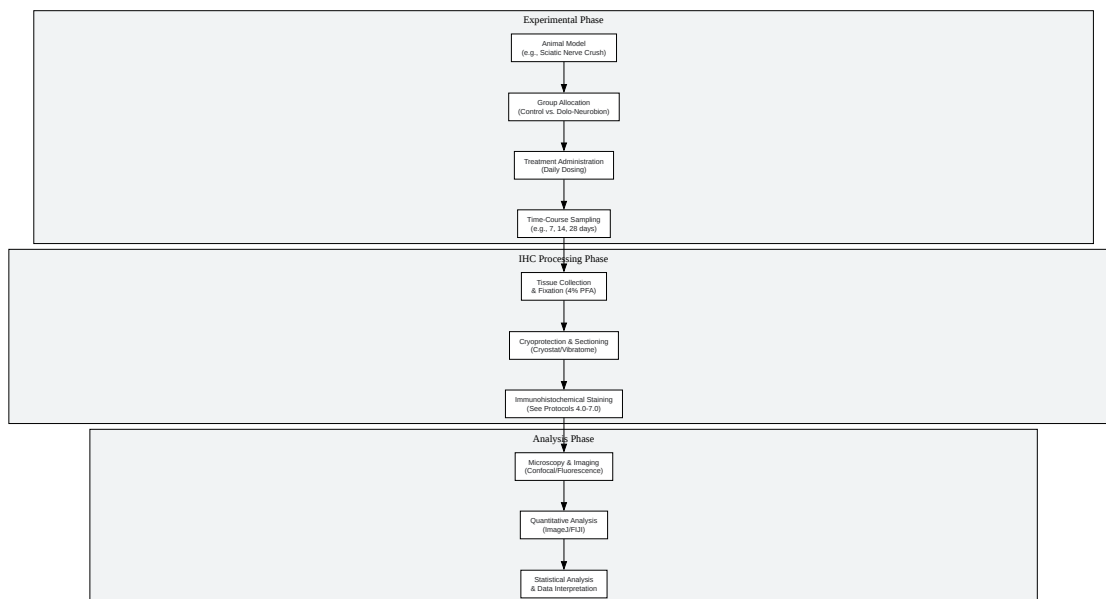 Experimental Phase
Animal Model
(e.g., Sciatic Nerve Crush)
Group Allocation
(Control vs. Dolo-Neurobion)
Treatment Administration
(Daily Dosing)
Time-Course Sampling
(e.g., 7, 14, 28 days)
IHC Processing Phase
Tissue Collection
& Fixation (4% PFA)
Cryoprotection & Sectioning
(Cryostat/Vibratome)
Immunohistochemical Staining
(See Protocols 4.0-7.0)
Analysis Phase
Microscopy & Imaging
(Confocal/Fluorescence)
Quantitative Analysis
(ImageJ/FIJI)
Statistical Analysis
& Data Interpretation